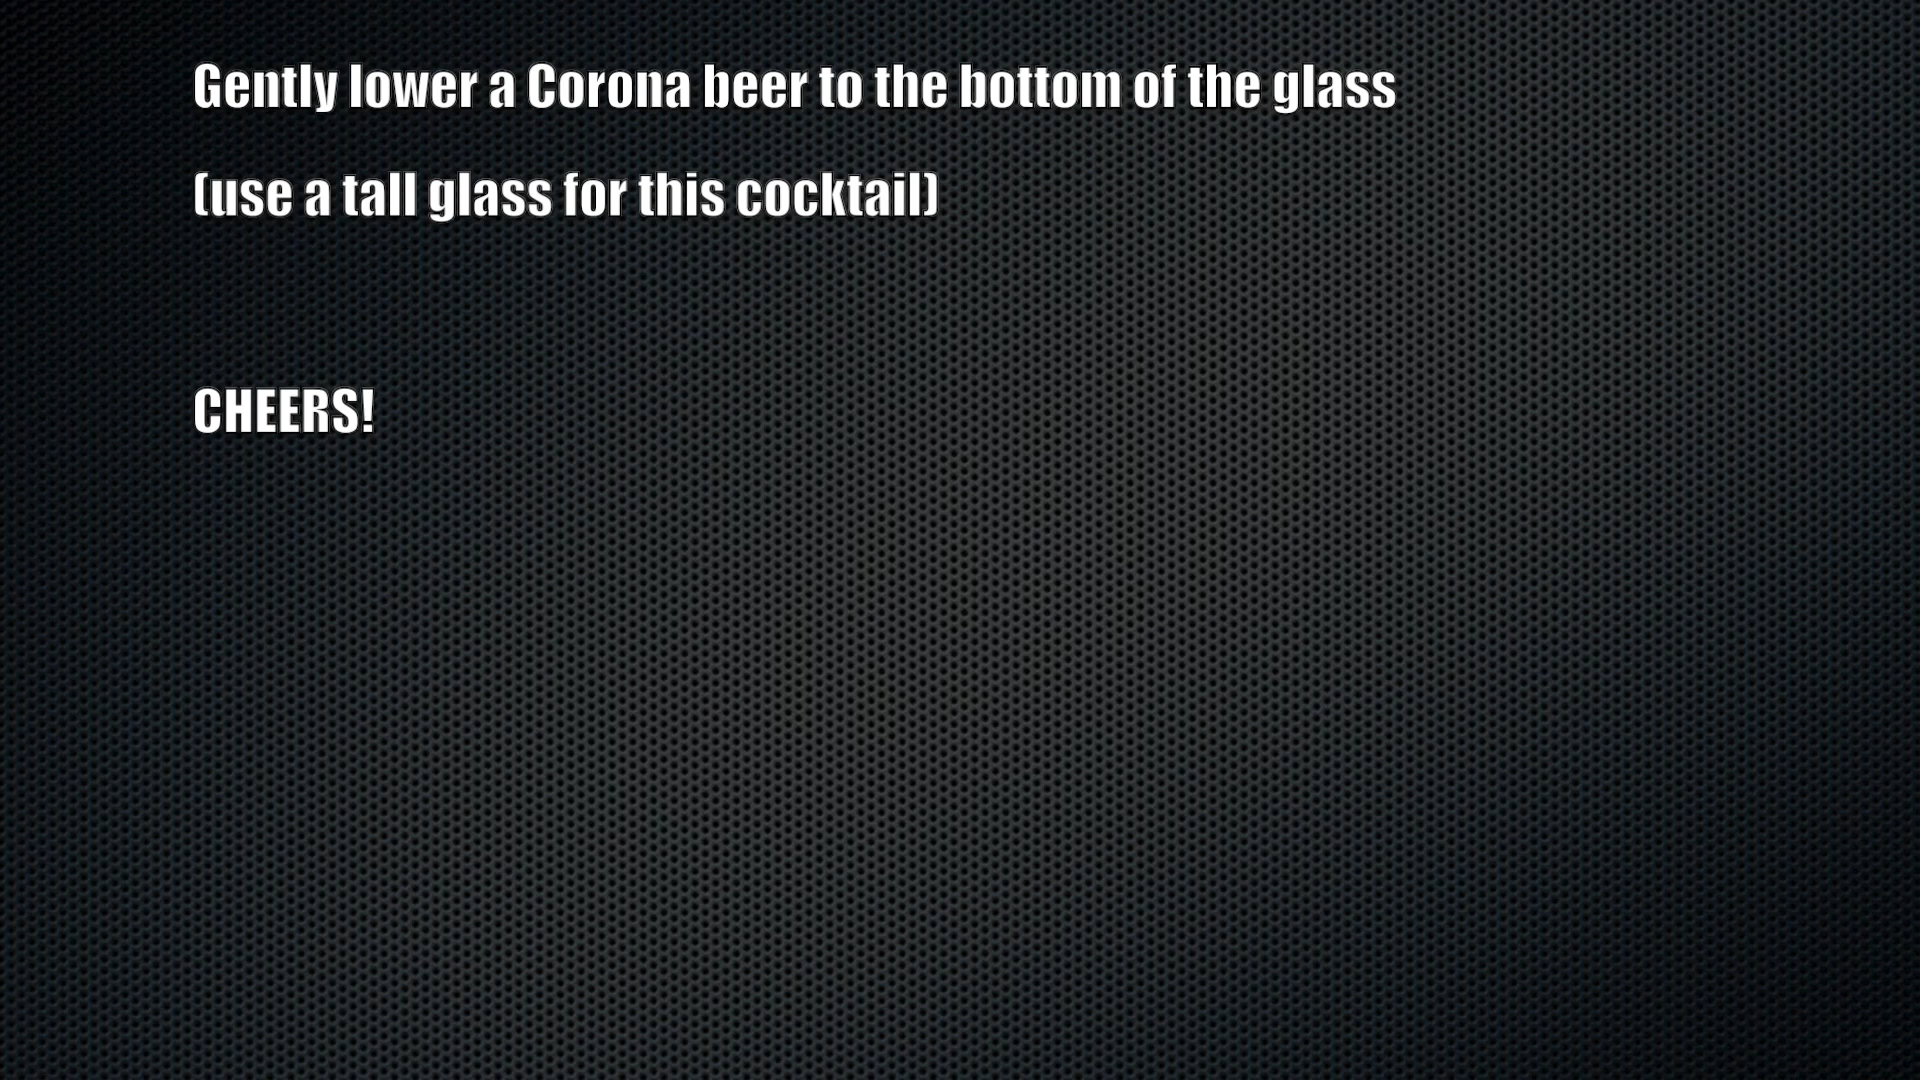 Gently lower a Corona beer to the bottom of the glass
(use a tall glass for this cocktail)
CHEERS!